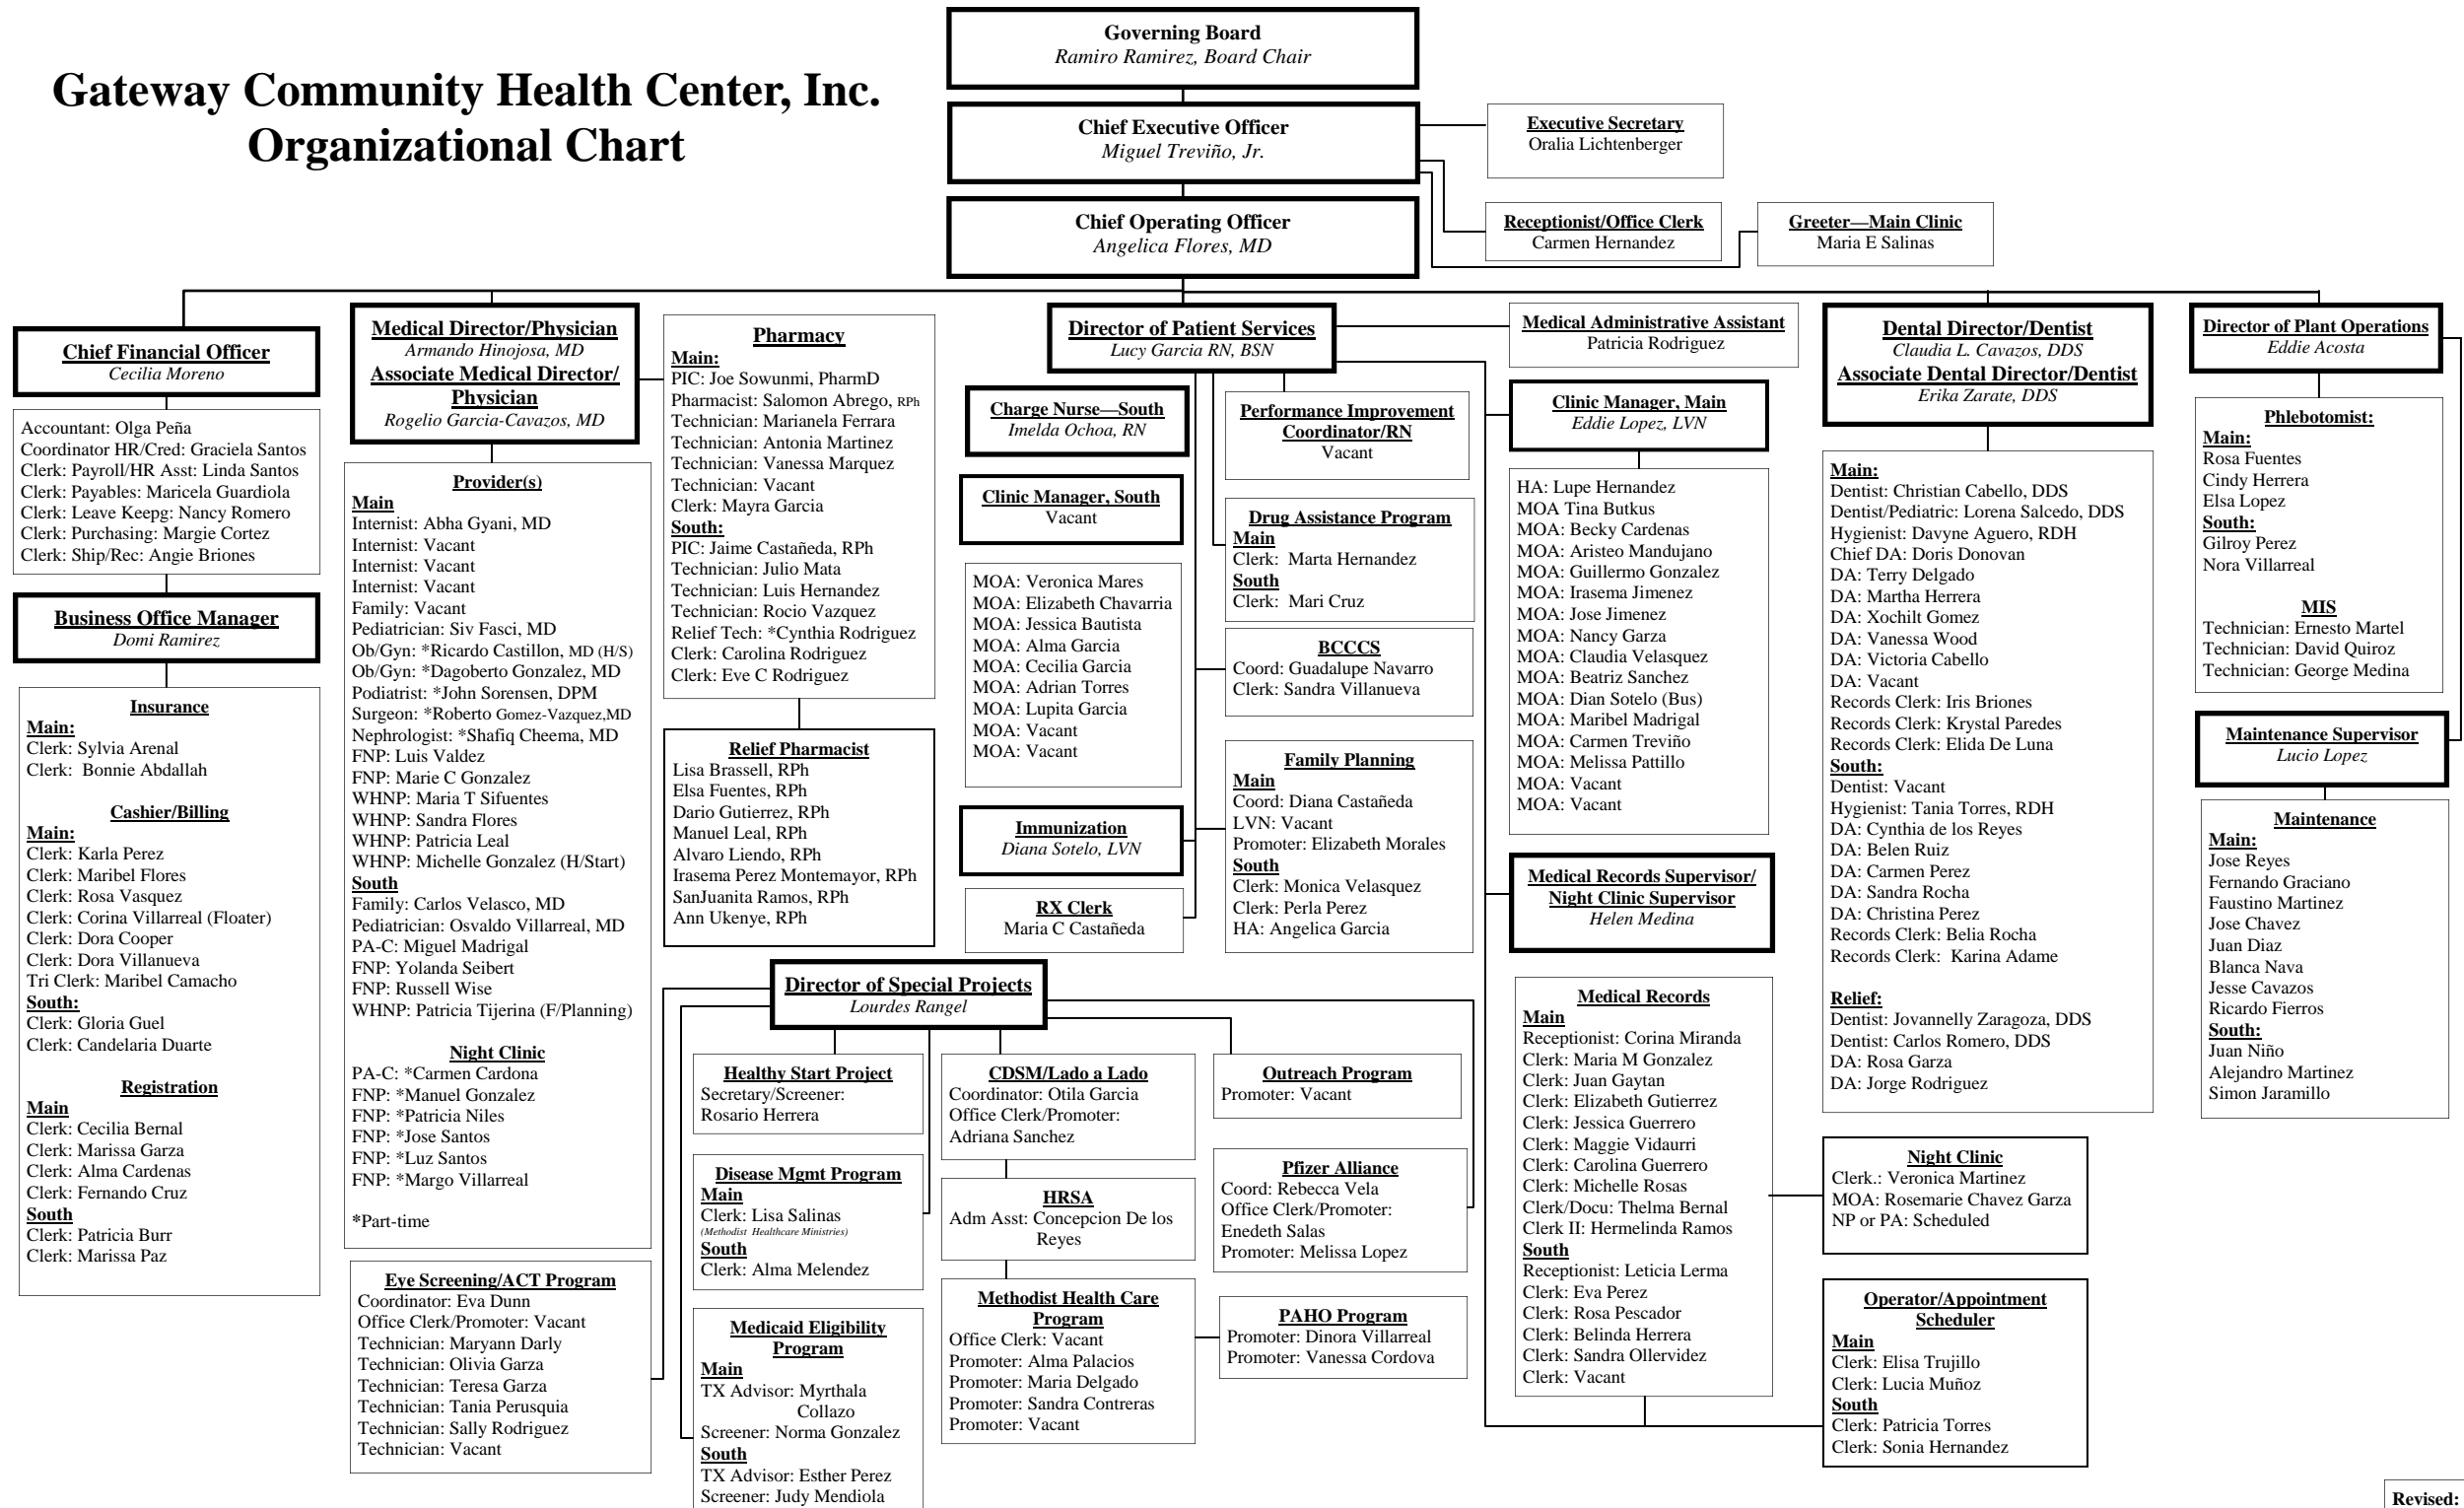 Gateway Community Health Center, Inc.
Organizational Chart
Governing Board
Ramiro Ramirez, Board Chair
Chief Executive Officer
Miguel Treviño, Jr.
Executive Secretary
Oralia Lichtenberger
Chief Operating Officer
Angelica Flores, MD
Receptionist/Office Clerk
Carmen Hernandez
Greeter—Main Clinic
Maria E Salinas
Chief Financial Officer
Cecilia Moreno
Accountant: Olga Peña
Coordinator HR/Cred: Graciela Santos
Clerk: Payroll/HR Asst: Linda Santos
Clerk: Payables: Maricela Guardiola
Clerk: Leave Keepg: Nancy Romero
Clerk: Purchasing: Margie Cortez
Clerk: Ship/Rec: Angie Briones
Business Office Manager
Domi Ramirez
Insurance
Main:
Clerk: Sylvia Arenal
Clerk: Bonnie Abdallah
Cashier/Billing
Main:
Clerk: Karla Perez
Clerk: Maribel Flores
Clerk: Rosa Vasquez
Clerk: Corina Villarreal (Floater)
Clerk: Dora Cooper
Clerk: Dora Villanueva
Tri Clerk: Maribel Camacho
South:
Clerk: Gloria Guel
Clerk: Candelaria Duarte
Registration
Main
Clerk: Cecilia Bernal
Clerk: Marissa Garza
Clerk: Alma Cardenas
Clerk: Fernando Cruz
South
Clerk: Patricia Burr
Clerk: Marissa Paz
Medical Director/Physician
Armando Hinojosa, MD
Associate Medical Director/
Physician
Rogelio Garcia-Cavazos, MD
Provider(s)
Main
Internist: Abha Gyani, MD
Internist: Vacant
Internist: Vacant
Internist: Vacant
Family: Vacant
Pediatrician: Siv Fasci, MD
Ob/Gyn: *Ricardo Castillon, MD (H/S)
Ob/Gyn: *Dagoberto Gonzalez, MD
Podiatrist: *John Sorensen, DPM
Surgeon: *Roberto Gomez-Vazquez,MD
Nephrologist: *Shafiq Cheema, MD
FNP: Luis Valdez
FNP: Marie C Gonzalez
WHNP: Maria T Sifuentes
WHNP: Sandra Flores
WHNP: Patricia Leal
WHNP: Michelle Gonzalez (H/Start)
South
Family: Carlos Velasco, MD
Pediatrician: Osvaldo Villarreal, MD
PA-C: Miguel Madrigal
FNP: Yolanda Seibert
FNP: Russell Wise
WHNP: Patricia Tijerina (F/Planning)
Night Clinic
PA-C: *Carmen Cardona
FNP: *Manuel Gonzalez
FNP: *Patricia Niles
FNP: *Jose Santos
FNP: *Luz Santos
FNP: *Margo Villarreal
*Part-time
Eye Screening/ACT Program
Coordinator: Eva Dunn
Office Clerk/Promoter: Vacant
Technician: Maryann Darly
Technician: Olivia Garza
Technician: Teresa Garza
Technician: Tania Perusquia
Technician: Sally Rodriguez
Technician: Vacant
Pharmacy
Main:
PIC: Joe Sowunmi, PharmD
Pharmacist: Salomon Abrego, RPh
Technician: Marianela Ferrara
Technician: Antonia Martinez
Technician: Vanessa Marquez
Technician: Vacant
Clerk: Mayra Garcia
South:
PIC: Jaime Castañeda, RPh
Technician: Julio Mata
Technician: Luis Hernandez
Technician: Rocio Vazquez
Relief Tech: *Cynthia Rodriguez
Clerk: Carolina Rodriguez
Clerk: Eve C Rodriguez
Relief Pharmacist
Lisa Brassell, RPh
Elsa Fuentes, RPh
Dario Gutierrez, RPh
Manuel Leal, RPh
Alvaro Liendo, RPh
Irasema Perez Montemayor, RPh
SanJuanita Ramos, RPh
Ann Ukenye, RPh
Director of Patient Services
Lucy Garcia RN, BSN
Charge Nurse—South
Imelda Ochoa, RN
Clinic Manager, South
Vacant
MOA: Veronica Mares
MOA: Elizabeth Chavarria
MOA: Jessica Bautista
MOA: Alma Garcia
MOA: Cecilia Garcia
MOA: Adrian Torres
MOA: Lupita Garcia
MOA: Vacant
MOA: Vacant
Immunization
Diana Sotelo, LVN
RX Clerk
Maria C Castañeda
Performance Improvement
Coordinator/RN
Vacant
Drug Assistance Program
Main
Clerk: Marta Hernandez
South
Clerk: Mari Cruz
BCCCS
Coord: Guadalupe Navarro
Clerk: Sandra Villanueva
Family Planning
Main
Coord: Diana Castañeda
LVN: Vacant
Promoter: Elizabeth Morales
South
Clerk: Monica Velasquez
Clerk: Perla Perez
HA: Angelica Garcia
Director of Special Projects
Lourdes Rangel
Healthy Start Project
Secretary/Screener:
Rosario Herrera
Disease Mgmt Program
Main
Clerk: Lisa Salinas
(Methodist Healthcare Ministries)
South
Clerk: Alma Melendez
Medicaid Eligibility
Program
Main
TX Advisor: Myrthala
Collazo
Screener: Norma Gonzalez
South
TX Advisor: Esther Perez
Screener: Judy Mendiola
CDSM/Lado a Lado
Coordinator: Otila Garcia
Office Clerk/Promoter:
Adriana Sanchez
HRSA
Adm Asst: Concepcion De los
Reyes
Methodist Health Care
Program
Office Clerk: Vacant
Promoter: Alma Palacios
Promoter: Maria Delgado
Promoter: Sandra Contreras
Promoter: Vacant
Outreach Program
Promoter: Vacant
Pfizer Alliance
Coord: Rebecca Vela
Office Clerk/Promoter:
Enedeth Salas
Promoter: Melissa Lopez
PAHO Program
Promoter: Dinora Villarreal
Promoter: Vanessa Cordova
Medical Administrative Assistant
Patricia Rodriguez
Clinic Manager, Main
Eddie Lopez, LVN
HA: Lupe Hernandez
MOA Tina Butkus
MOA: Becky Cardenas
MOA: Aristeo Mandujano
MOA: Guillermo Gonzalez
MOA: Irasema Jimenez
MOA: Jose Jimenez
MOA: Nancy Garza
MOA: Claudia Velasquez
MOA: Beatriz Sanchez
MOA: Dian Sotelo (Bus)
MOA: Maribel Madrigal
MOA: Carmen Treviño
MOA: Melissa Pattillo
MOA: Vacant
MOA: Vacant
Medical Records Supervisor/
Night Clinic Supervisor
Helen Medina
Medical Records
Main
Receptionist: Corina Miranda
Clerk: Maria M Gonzalez
Clerk: Juan Gaytan
Clerk: Elizabeth Gutierrez
Clerk: Jessica Guerrero
Clerk: Maggie Vidaurri
Clerk: Carolina Guerrero
Clerk: Michelle Rosas
Clerk/Docu: Thelma Bernal
Clerk II: Hermelinda Ramos
South
Receptionist: Leticia Lerma
Clerk: Eva Perez
Clerk: Rosa Pescador
Clerk: Belinda Herrera
Clerk: Sandra Ollervidez
Clerk: Vacant
Dental Director/Dentist
Claudia L. Cavazos, DDS
Associate Dental Director/Dentist
Erika Zarate, DDS
Main:
Dentist: Christian Cabello, DDS
Dentist/Pediatric: Lorena Salcedo, DDS
Hygienist: Davyne Aguero, RDH
Chief DA: Doris Donovan
DA: Terry Delgado
DA: Martha Herrera
DA: Xochilt Gomez
DA: Vanessa Wood
DA: Victoria Cabello
DA: Vacant
Records Clerk: Iris Briones
Records Clerk: Krystal Paredes
Records Clerk: Elida De Luna
South:
Dentist: Vacant
Hygienist: Tania Torres, RDH
DA: Cynthia de los Reyes
DA: Belen Ruiz
DA: Carmen Perez
DA: Sandra Rocha
DA: Christina Perez
Records Clerk: Belia Rocha
Records Clerk: Karina Adame
Relief:
Dentist: Jovannelly Zaragoza, DDS
Dentist: Carlos Romero, DDS
DA: Rosa Garza
DA: Jorge Rodriguez
Night Clinic
Clerk.: Veronica Martinez
MOA: Rosemarie Chavez Garza
NP or PA: Scheduled
Operator/Appointment
Scheduler
Main
Clerk: Elisa Trujillo
Clerk: Lucia Muñoz
South
Clerk: Patricia Torres
Clerk: Sonia Hernandez
Director of Plant Operations
Eddie Acosta
Phlebotomist:
Main:
Rosa Fuentes
Cindy Herrera
Elsa Lopez
South:
Gilroy Perez
Nora Villarreal
MIS
Technician: Ernesto Martel
Technician: David Quiroz
Technician: George Medina
Maintenance Supervisor
Lucio Lopez
Maintenance
Main:
Jose Reyes
Fernando Graciano
Faustino Martinez
Jose Chavez
Juan Diaz
Blanca Nava
Jesse Cavazos
Ricardo Fierros
South:
Juan Niño
Alejandro Martinez
Simon Jaramillo
Revised: